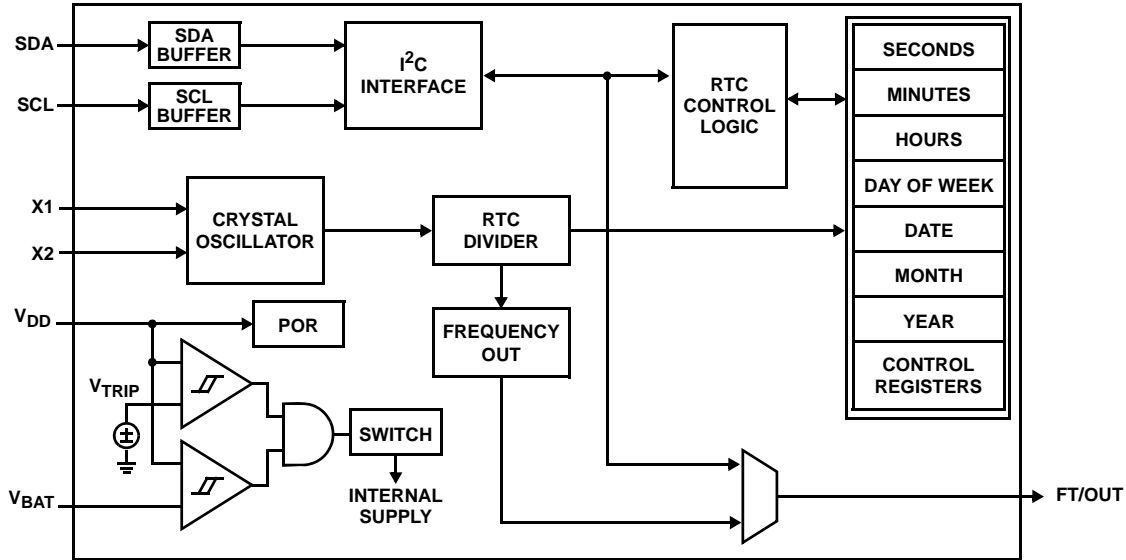 SDA
SDA
BUFFER
SCL
SCL
BUFFER
I²C
INTERFACE
RTC
CONTROL
LOGIC
SECONDS
MINUTES
HOURS
DAY OF WEEK
DATE
MONTH
YEAR
CONTROL
REGISTERS
X1
X2
CRYSTAL
OSCILLATOR
RTC
DIVIDER
FREQUENCY
OUT
VDD
POR
VTRIP
VBAT
SWITCH
INTERNAL
SUPPLY
FT/OUT